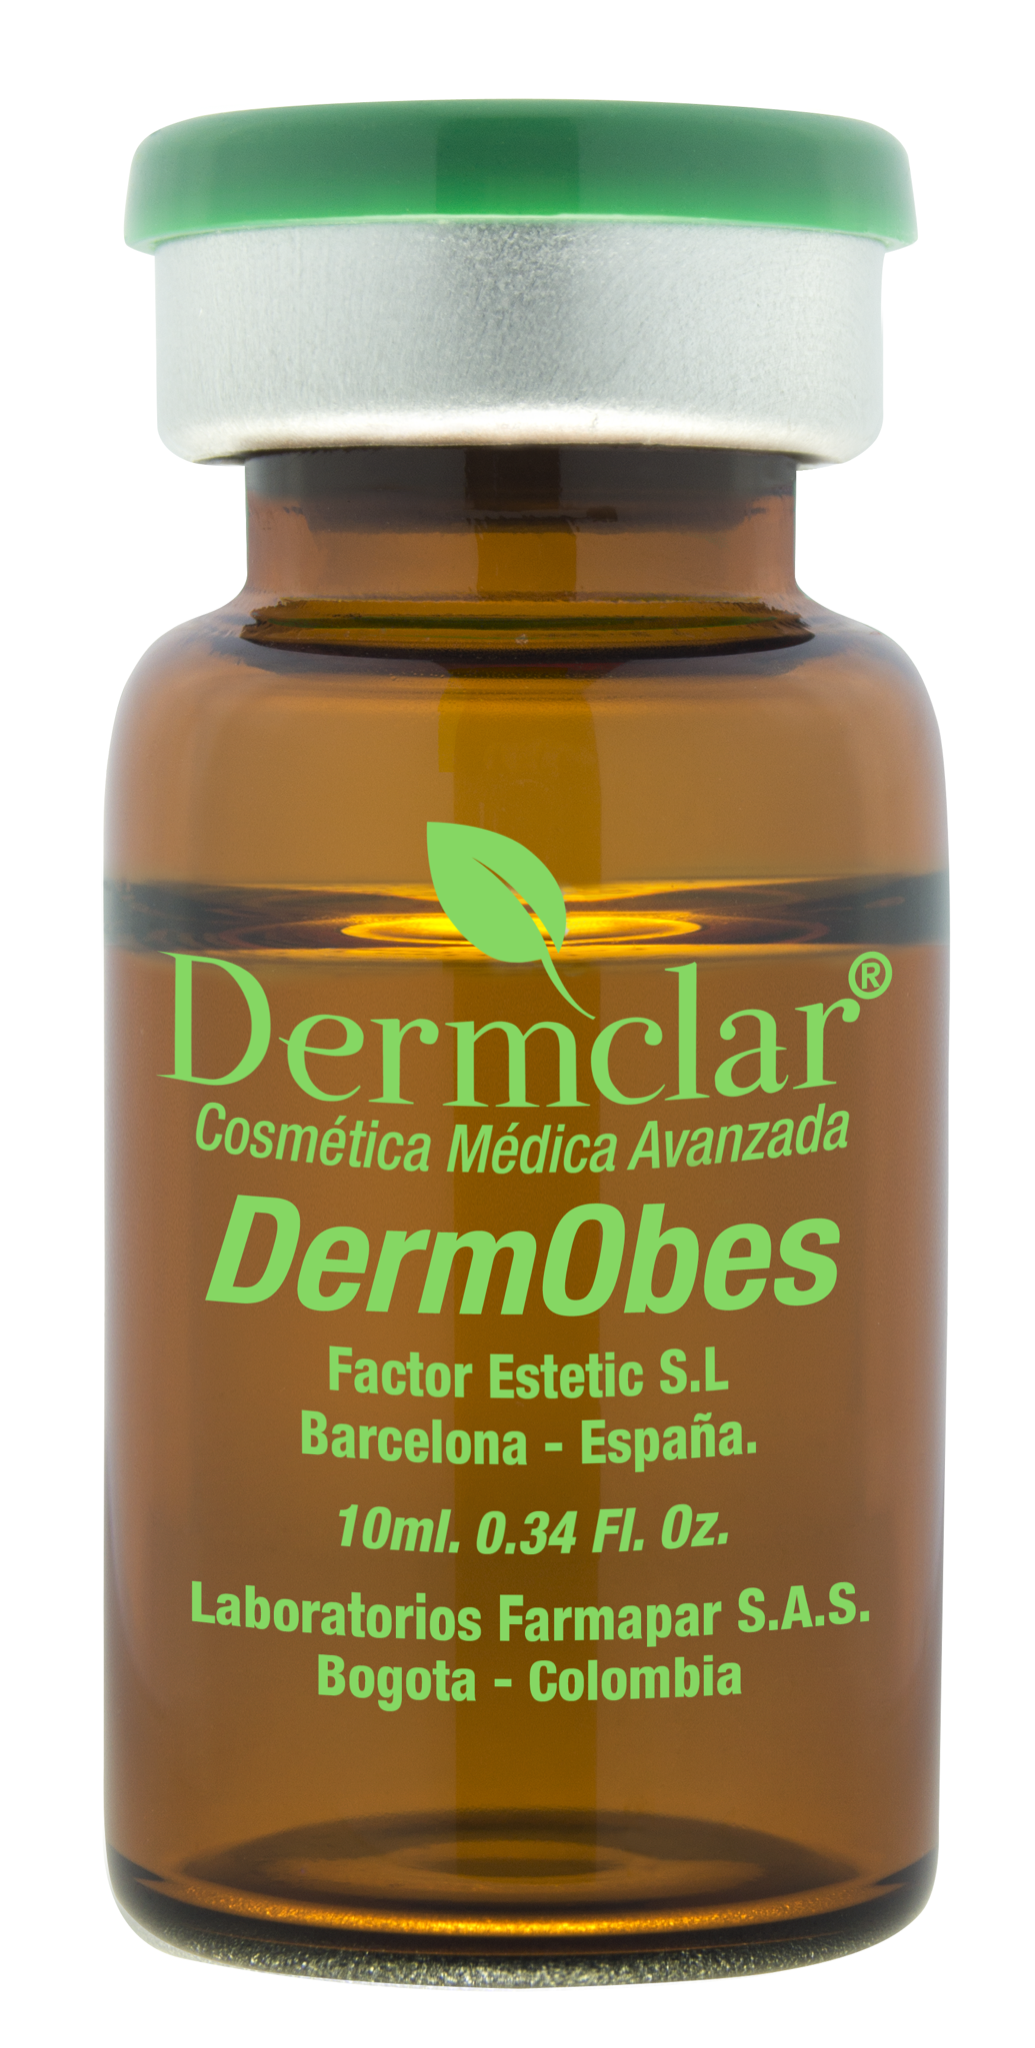 Dermclar®
Cosmética Médica Avanzada
DermObes
Factor Estetic S.L
Barcelona - España.
10ml. 0.34 Fl. Oz.
Laboratorios Farmapar S.A.S.
Bogota - Colombia